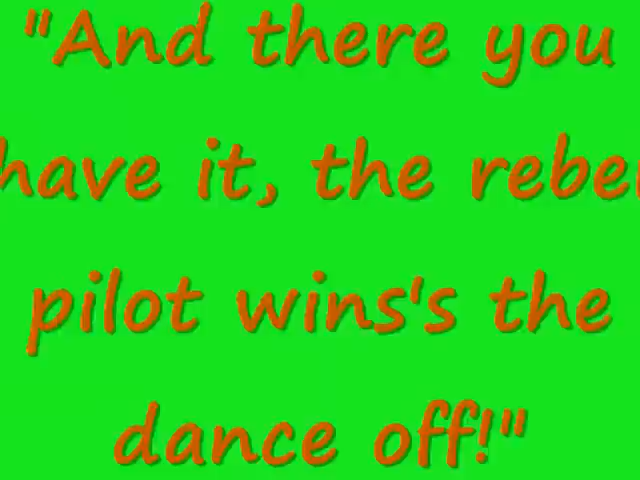 "And there you
have it, the rebel
pilot wins's the
dance off!"